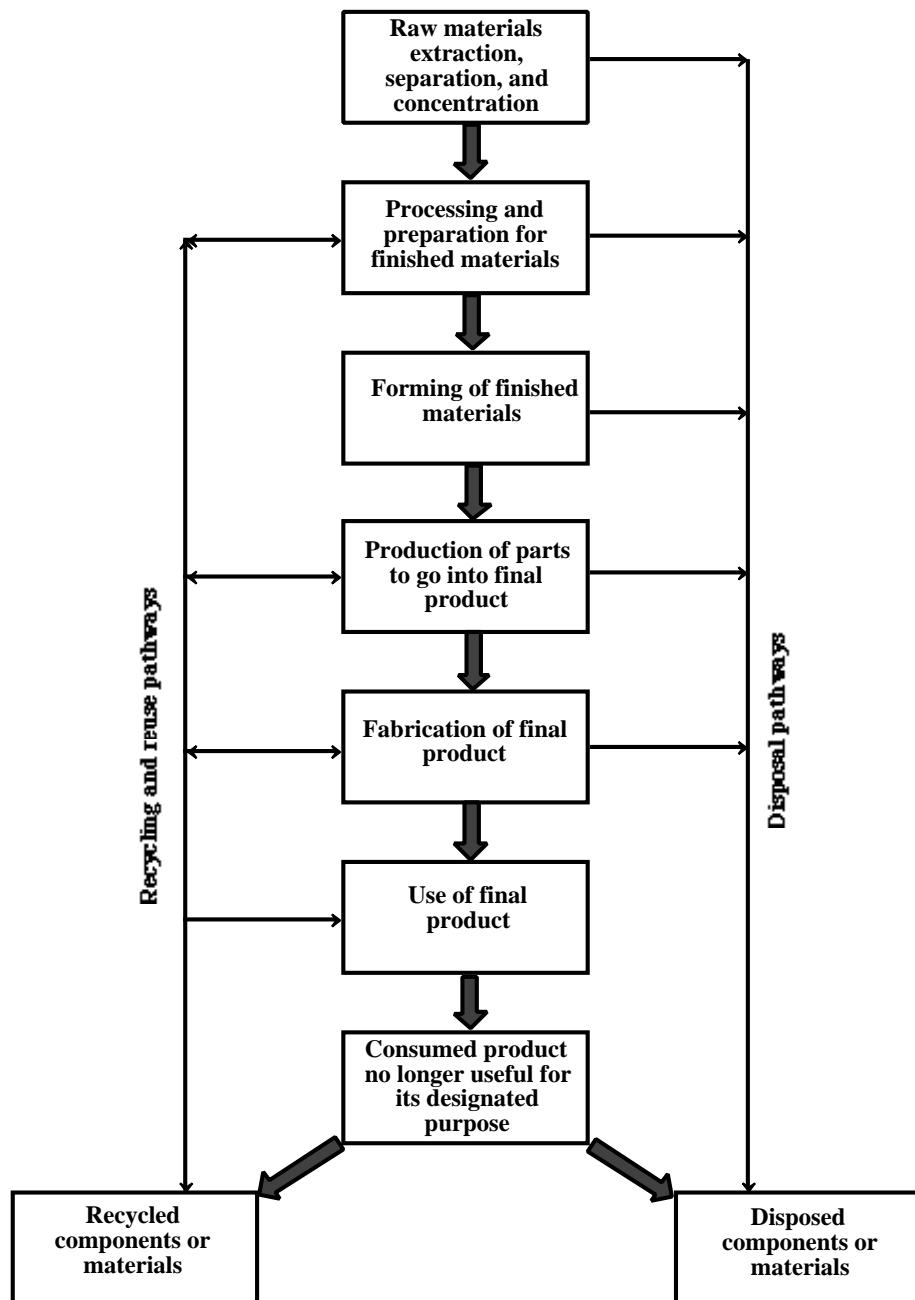 Raw materials
extraction,
separation, and
concentration
Processing and
preparation for
finished materials
Forming of finished
materials
Production of parts
to go into final
product
Fabrication of final
product
Use of final
product
Consumed product
no longer useful for
its designated
purpose
Recycling and reuse pathways
Disposal pathways
Recycled
components or
materials
Disposed
components or
materials